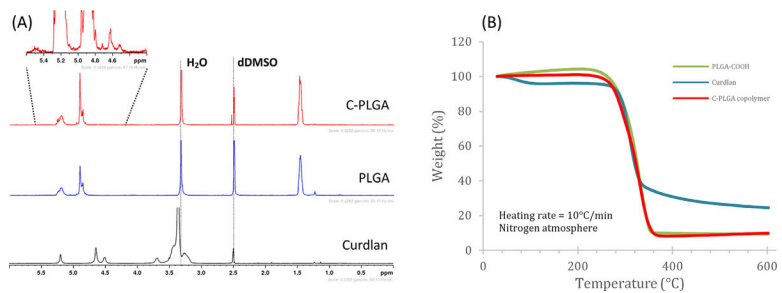 (A)
5.4 5.2 5.0 4.8 4.6 ppm
H₂O dDMSO
C-PLGA
PLGA
Curdlan
5.0 4.5 4.0 3.5 3.0 2.5 2.0 1.5 1.0 0.5 ppm
(B)
120
100
80
60
40
20
0
Weight (%)
PLGA-COOH
Curdlan
C-PLGA copolymer
Heating rate = 10°C/min
Nitrogen atmosphere
0 200 400 600
Temperature (°C)